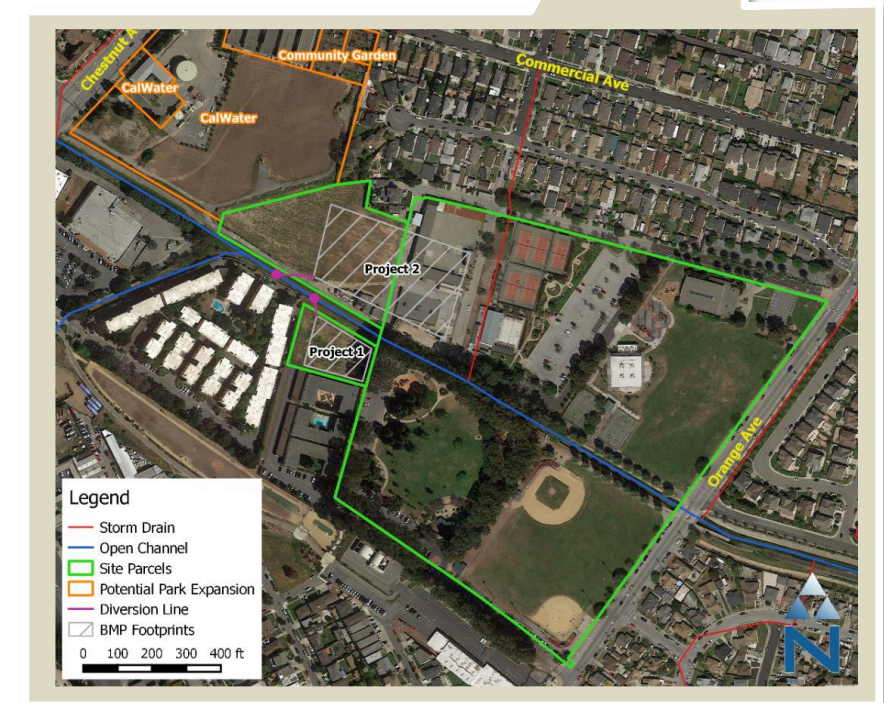 Chestnut A
Community Garden
Commercial Ave
CalWater
CalWater
Project 2
Project 1
Orange Ave
Legend
Storm Drain
Open Channel
Site Parcels
Potential Park Expansion
Diversion Line
BMP Footprints
0 100 200 300 400 ft
N